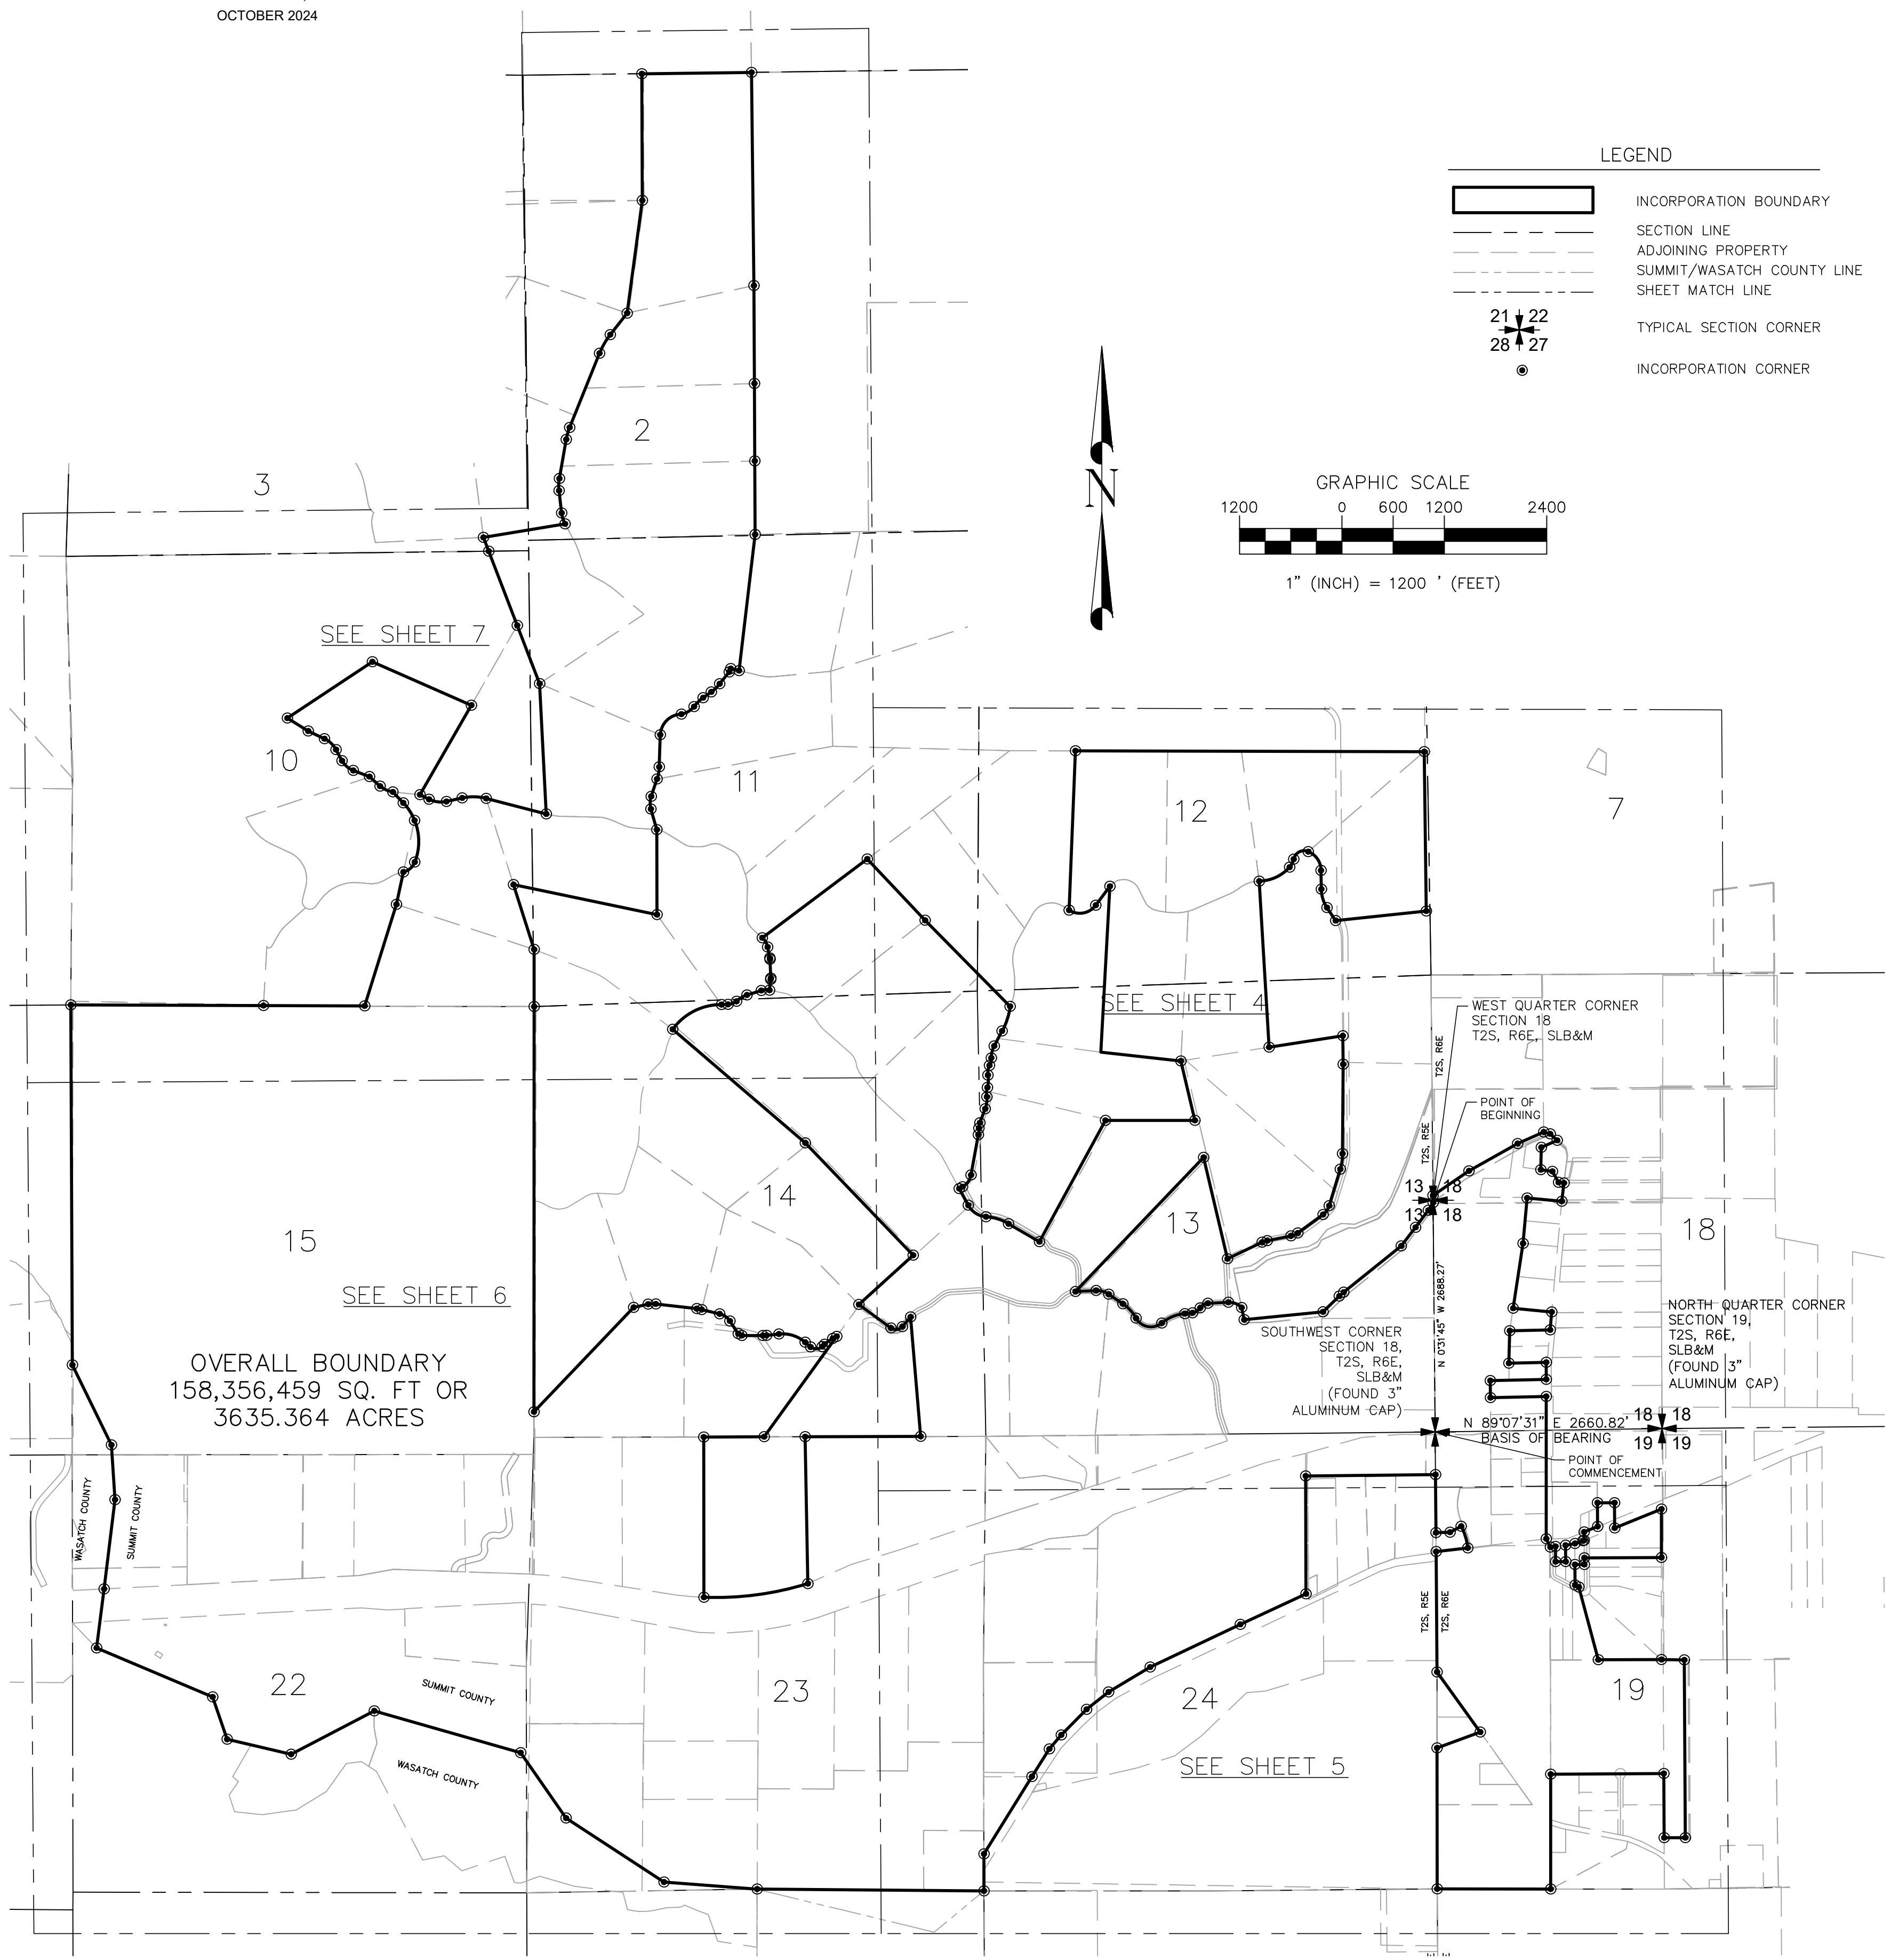 OCTOBER 2024
LEGEND
INCORPORATION BOUNDARY
SECTION LINE
ADJOINING PROPERTY
SUMMIT/WASATCH COUNTY LINE
SHEET MATCH LINE
21 22
28 27
TYPICAL SECTION CORNER
INCORPORATION CORNER
N
GRAPHIC SCALE
1200 0 600 1200 2400
1" (INCH) = 1200 ' (FEET)
3
2
SEE SHEET 7
10
11
12
7
SEE SHEET 4
WEST QUARTER CORNER
SECTION 18
T2S, R6E, SLB&M
T2S, R6E
T2S, R5E
POINT OF
BEGINNING
13 18
13 18
14
13
18
15
SEE SHEET 6
OVERALL BOUNDARY
158,356,459 SQ. FT OR
3635.364 ACRES
N 0°31'45" W 2688.27'
SOUTHWEST CORNER
SECTION 18,
T2S, R6E,
SLB&M
(FOUND 3"
ALUMINUM CAP)
NORTH QUARTER CORNER
SECTION 19,
T2S, R6E,
SLB&M
(FOUND 3"
ALUMINUM CAP)
N 89°07'31" E 2660.82'
BASIS OF BEARING
18 18
19 19
POINT OF
COMMENCEMENT
WASATCH COUNTY
SUMMIT COUNTY
T2S, R5E
T2S, R6E
22
SUMMIT COUNTY
WASATCH COUNTY
23
24
19
SEE SHEET 5